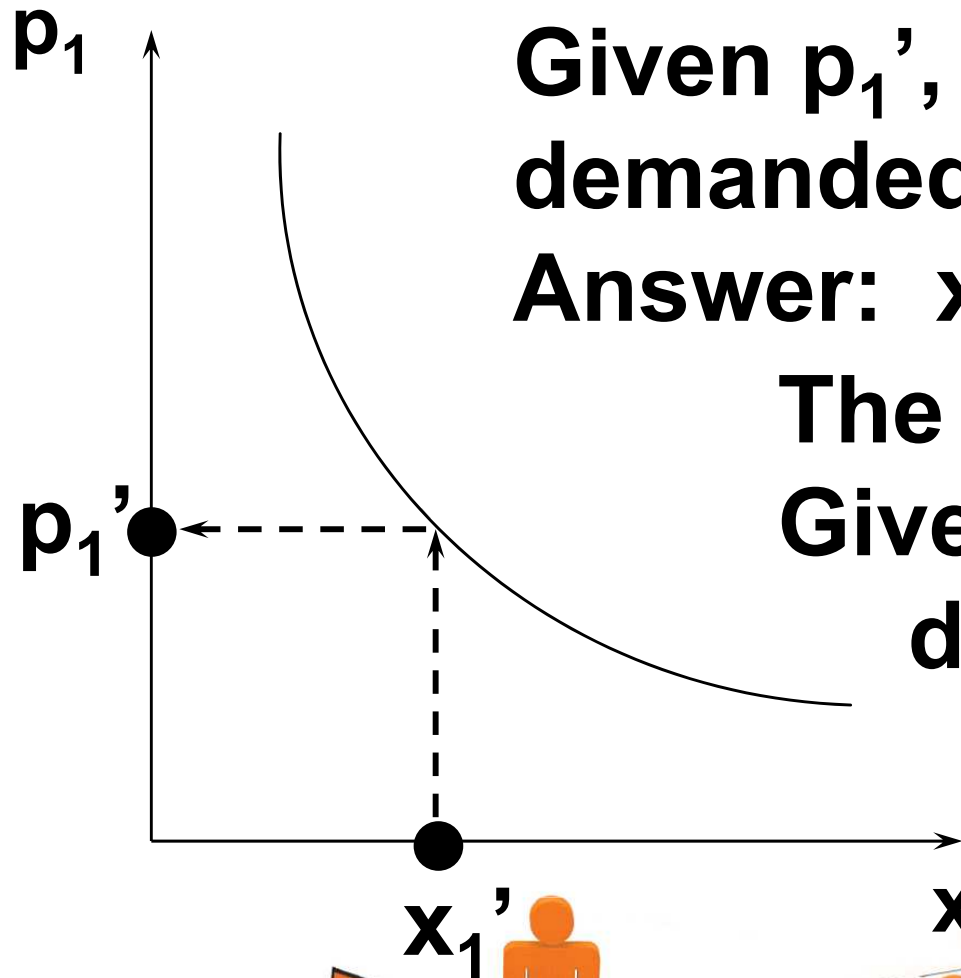 p₁
Given p₁’,
demanded
Answer:
The
p₁’
Give
x₁’
x